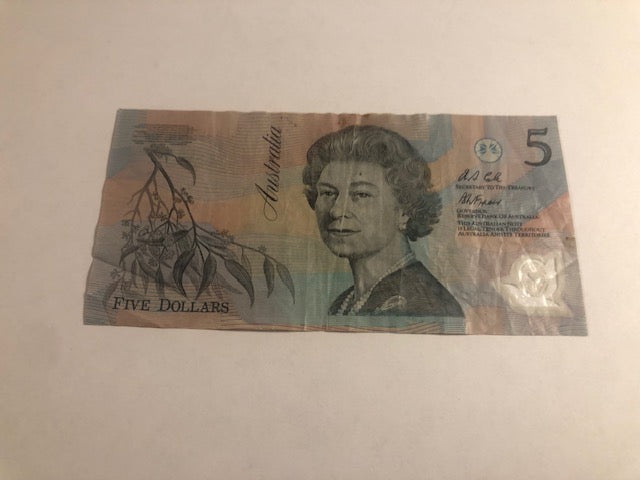 Australia
5
SECRETARY TO THE TREASURY
GOVERNOR
RESERVE BANK OF AUSTRALIA
THIS AUSTRALIAN NOTE
IS LEGAL TENDER THROUGHOUT
AUSTRALIA AND ITS TERRITORIES
FIVE DOLLARS